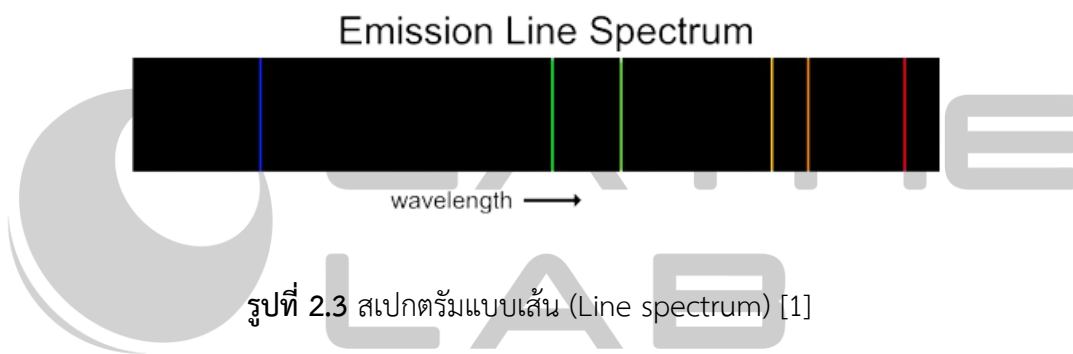 Emission Line Spectrum
wavelength
รูปที่ 2.3 สเปกตรัมแบบเส้น (Line spectrum) [1]
LAB